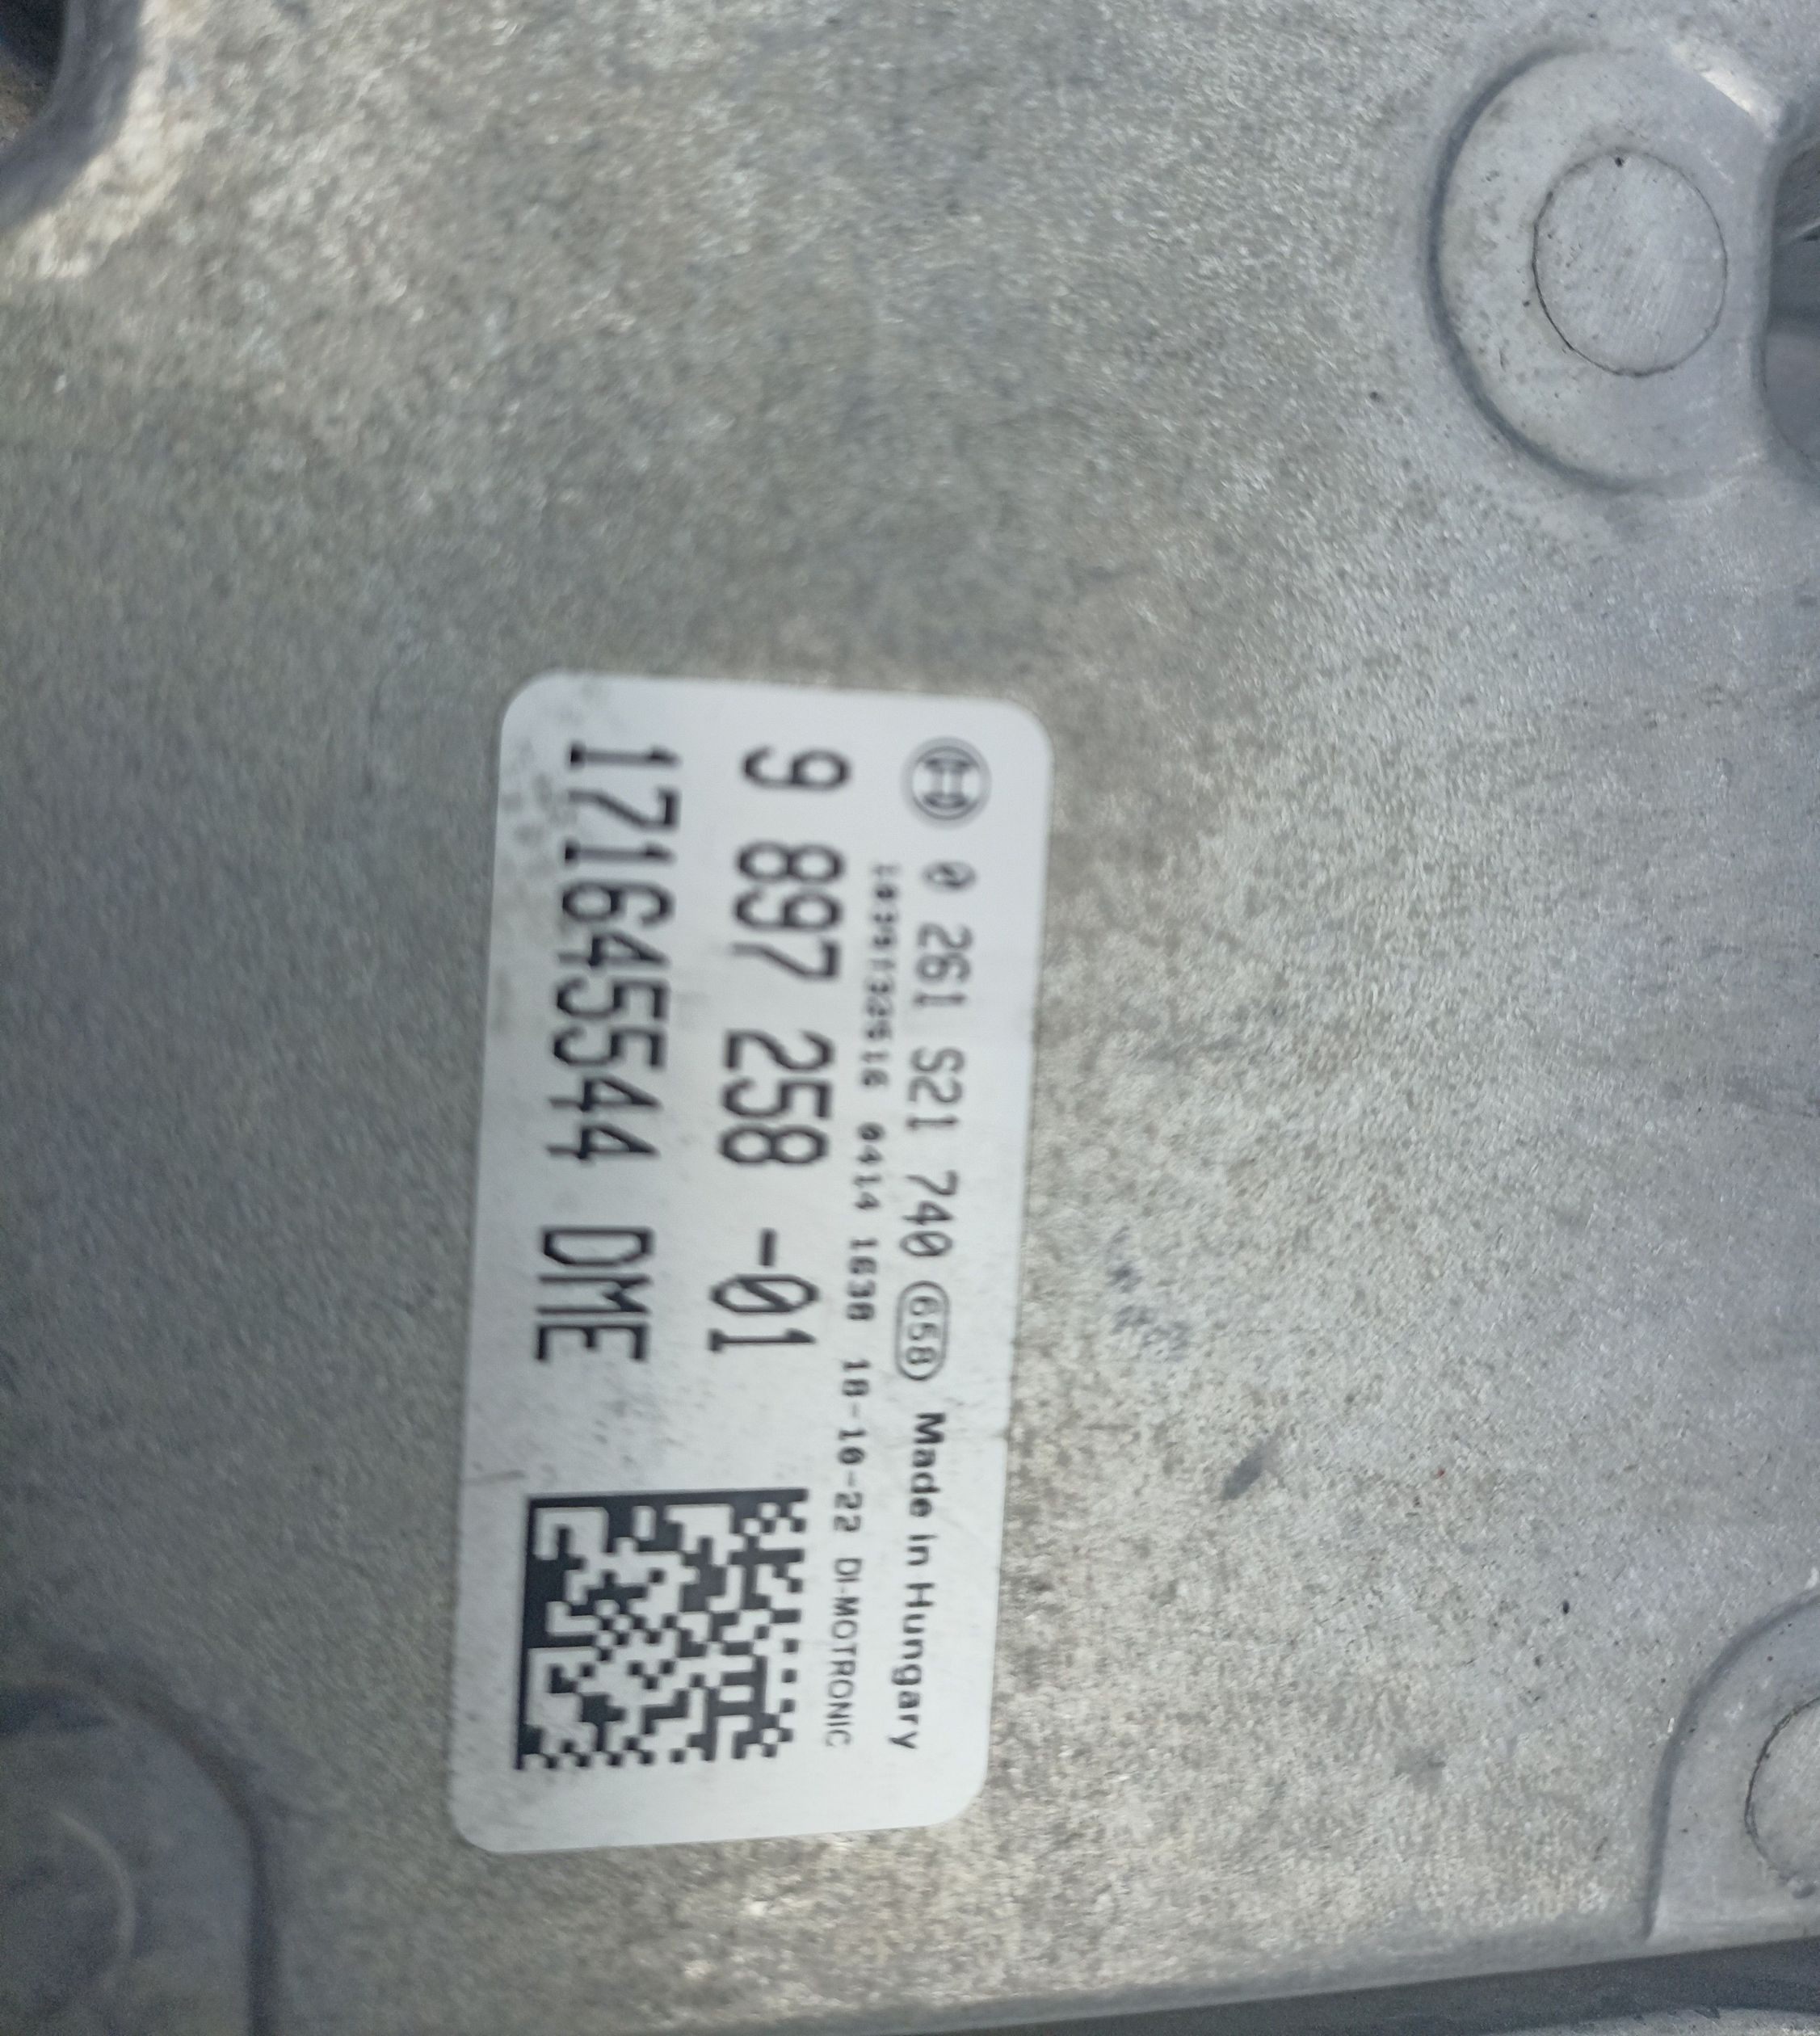 0 261 S21 740 658 Made in Hungary
0414 1638 18-10-22 DI-MOTRONIC
9 897 258 -01
171645544 DME